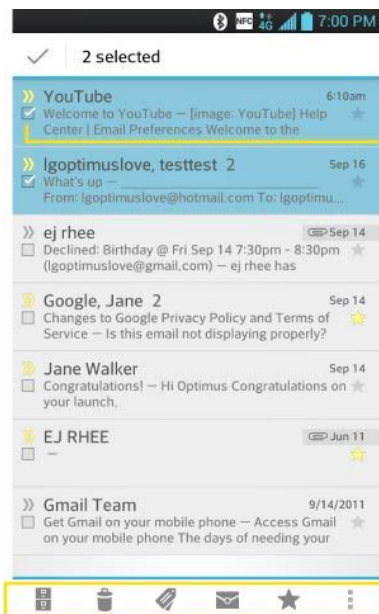 NFC 4G 7:00 PM
2 selected
YouTube 6:10am
Welcome to YouTube – [image: YouTube] Help
Center | Email Preferences Welcome to the
lgoptimuslove, testtest 2 Sep 16
What's up – ____________________
From: lgoptimuslove@hotmail.com To: lgoptimu...
ej rhee Sep 14
Declined: Birthday @ Fri Sep 14 7:30pm - 8:30pm
(lgoptimuslove@gmail.com) – ej rhee has
Google, Jane 2 Sep 14
Changes to Google Privacy Policy and Terms of
Service – Is this email not displaying properly?
Jane Walker Sep 14
Congratulations! – Hi Optimus Congratulations on
your launch,
EJ RHEE Jun 11
–
Gmail Team 9/14/2011
Get Gmail on your mobile phone – Access Gmail
on your mobile phone The days of needing your